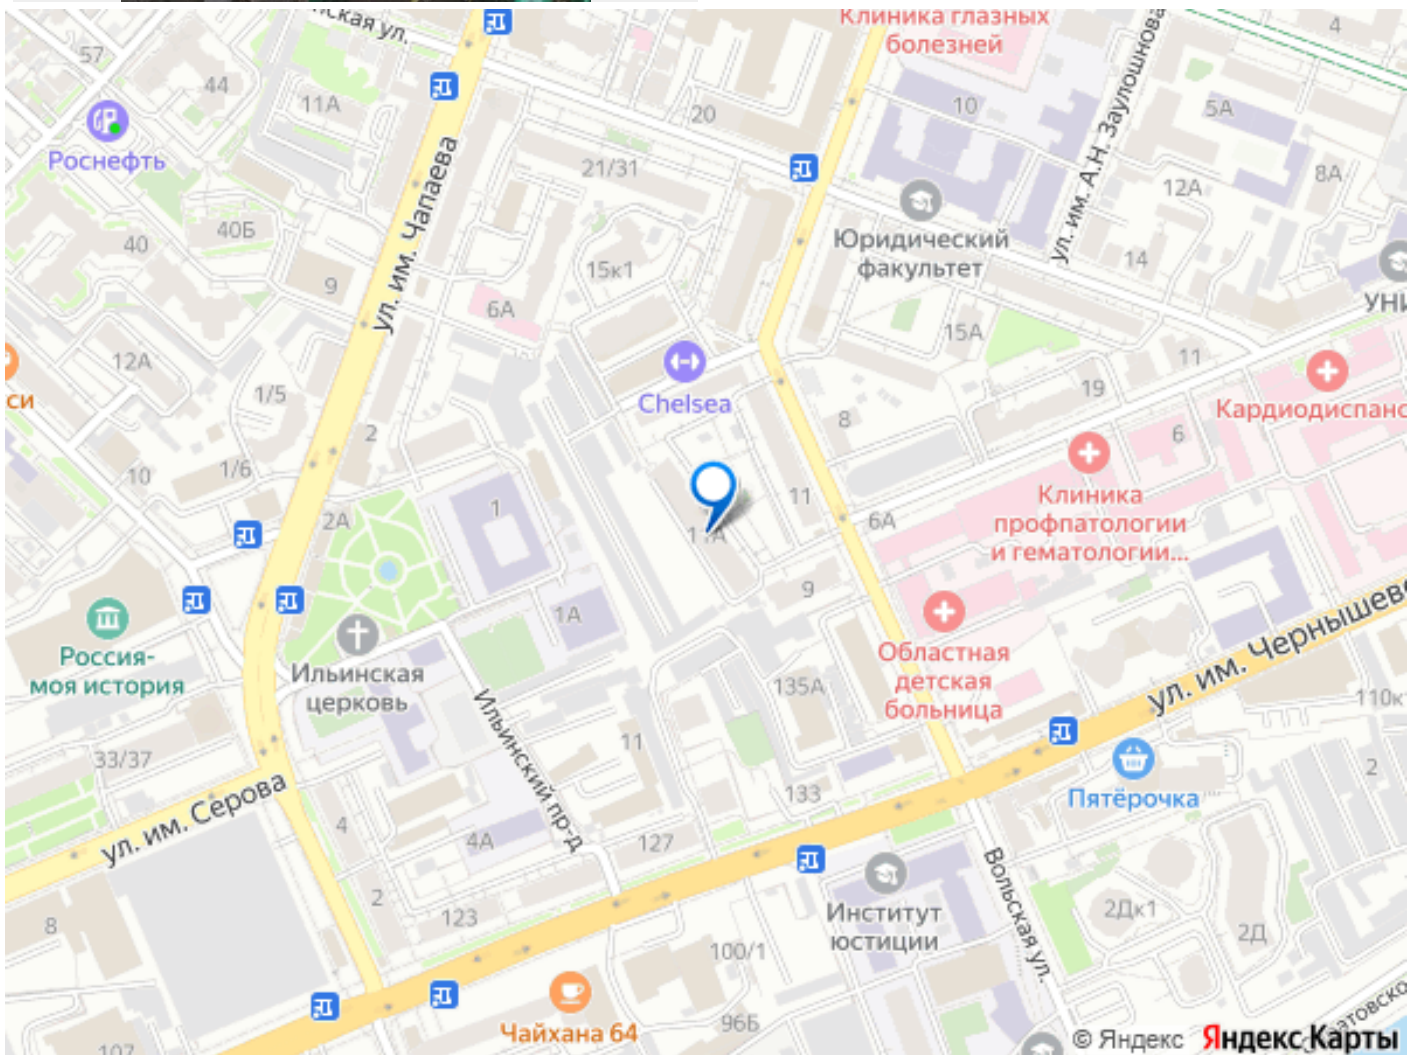 нская ул.
Клиника глазных
болезней
4
57
44
11А
20
10
5А
ул. им. А.Н. Заулошнова
Роснефть
ул. им. Чапаева
21/31
12А
8А
40Б
40
Юридический
факультет
15к1
14
9
6А
УНИ
15А
12А
11
си
1/5
Chelsea
19
Кардиодиспанс
2
8
6
10
1/6
11
Клиника
профпатологии
и гематологии...
2А
1
6А
11А
9
1А
Россия-
моя история
Ильинская
церковь
Областная
детская
больница
135А
ул. им. Чернышевс
110к
Ильинский пр-д
11
33/37
2
ул. им. Серова
133
Пятёрочка
4
4А
127
Вольская ул.
2
123
Институт
юстиции
2Дк1
2Д
8
100/1
Чайхана 64
96Б
107
атовско
© Яндекс Яндекс Карты